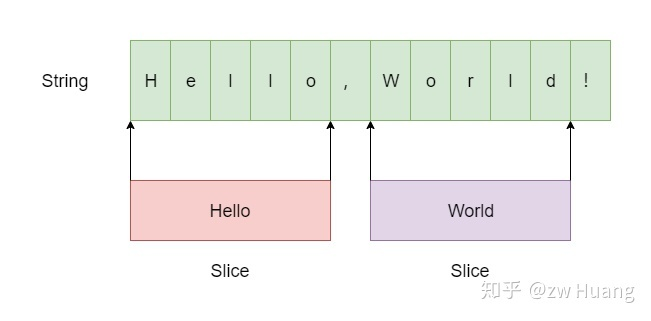 String H e l l o , W o r l d !
Hello World
Slice Slice
知乎 @zw Huang